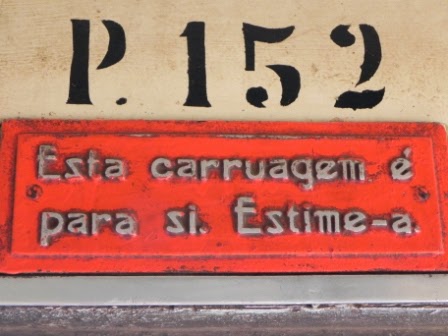 P. 152
Esta carruagem é
para si. Estime-a.